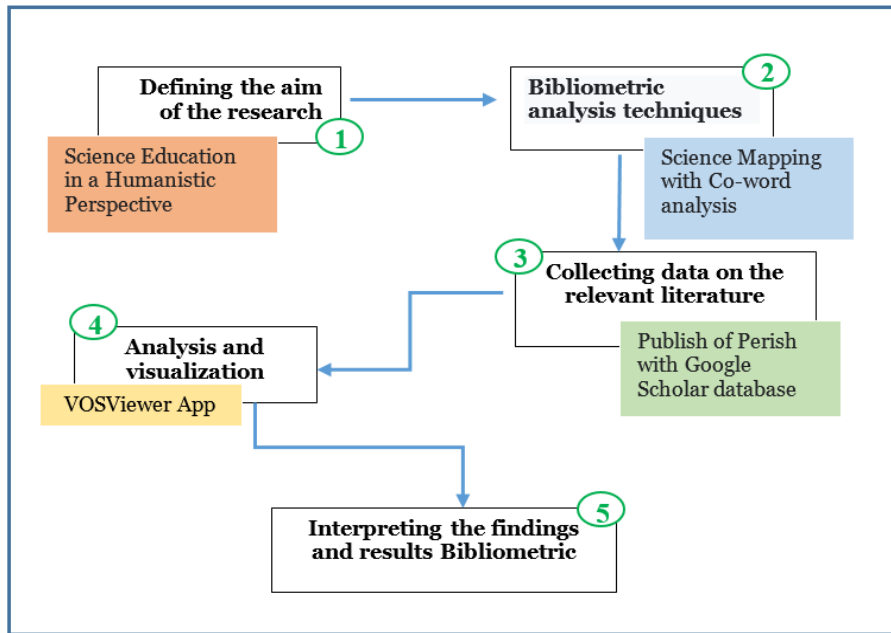 Defining the aim
of the research
1
Science Education
in a Humanistic
Perspective
2
Bibliometric
analysis techniques
Science Mapping
with Co-word
analysis
3
Collecting data on the
relevant literature
Publish of Perish
with Google
Scholar database
4
Analysis and
visualization
VOSViewer App
5
Interpreting the findings
and results Bibliometric